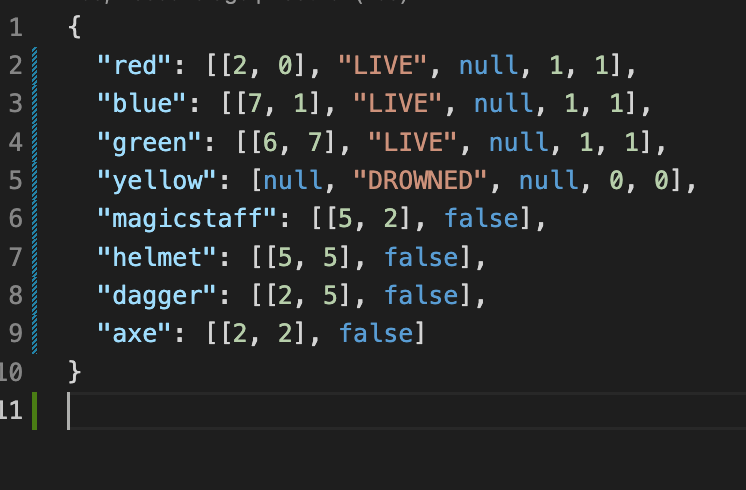 1 {
2 "red": [[2, 0], "LIVE", null, 1, 1],
3 "blue": [[7, 1], "LIVE", null, 1, 1],
4 "green": [[6, 7], "LIVE", null, 1, 1],
5 "yellow": [null, "DROWNED", null, 0, 0],
6 "magicstaff": [[5, 2], false],
7 "helmet": [[5, 5], false],
8 "dagger": [[2, 5], false],
9 "axe": [[2, 2], false]
10 }
11